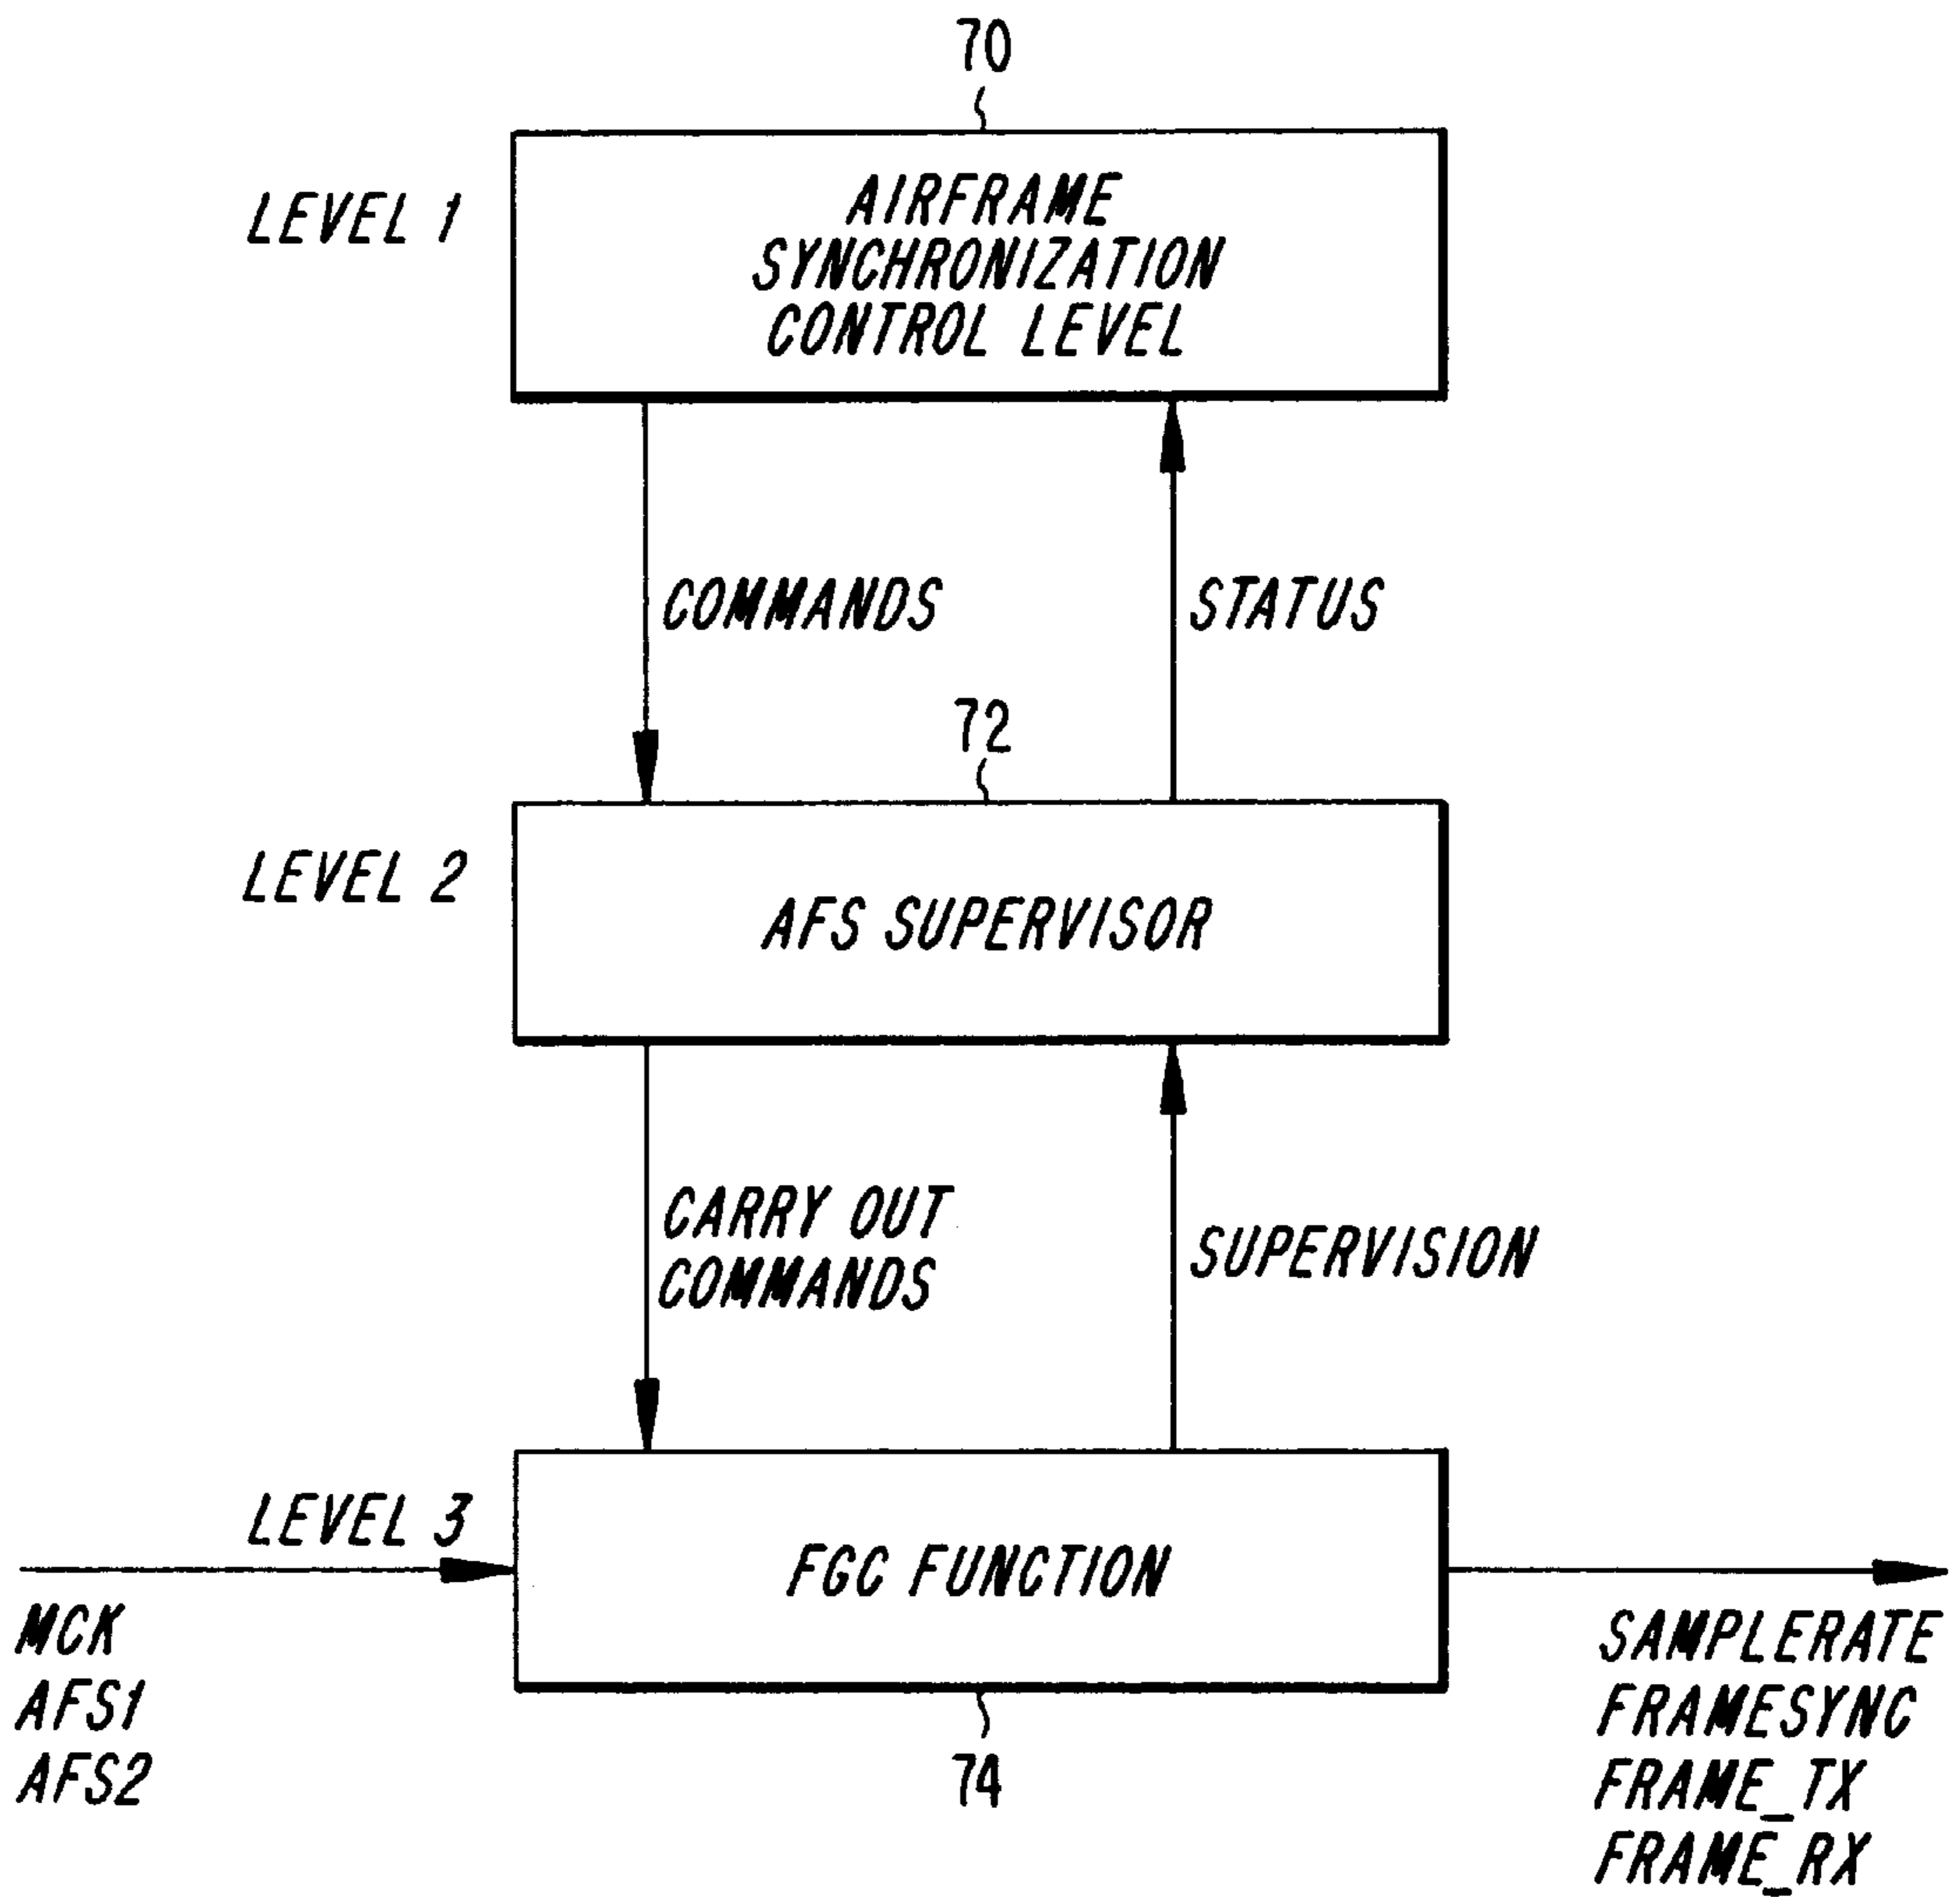 70
LEVEL 1
AIRFRAME
SYNCHRONIZATION
CONTROL LEVEL
COMMANDS
STATUS
72
LEVEL 2
AFS SUPERVISOR
CARRY OUT
COMMANDS
SUPERVISION
LEVEL 3
FGC FUNCTION
MCK
AFS1
AFS2
74
SAMPLERATE
FRAMESYNC
FRAME_TX
FRAME_RX